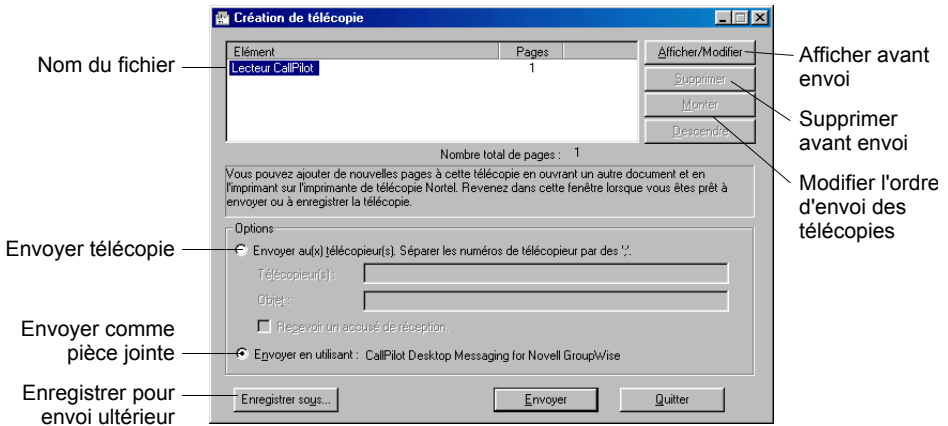 Création de télécopie
Elément Pages
Lecteur CallPilot 1
Afficher/Modifier
Supprimer
Monter
Descendre
Nombre total de pages : 1
Vous pouvez ajouter de nouvelles pages à cette télécopie en ouvrant un autre document et en
l'imprimant sur l'imprimante de télécopie Nortel. Revenez dans cette fenêtre lorsque vous êtes prêt à
envoyer ou à enregistrer la télécopie.
Options
Envoyer au(x) télécopieur(s). Séparer les numéros de télécopieur par des ';'.
Télécopieur(s) :
Objet :
Recevoir un accusé de réception.
Envoyer en utilisant : CallPilot Desktop Messaging for Novell GroupWise
Enregistrer sous...
Envoyer
Quitter
Nom du fichier
Envoyer télécopie
Envoyer comme
pièce jointe
Enregistrer pour
envoi ultérieur
Afficher avant
envoi
Supprimer
avant envoi
Modifier l'ordre
d'envoi des
télécopies